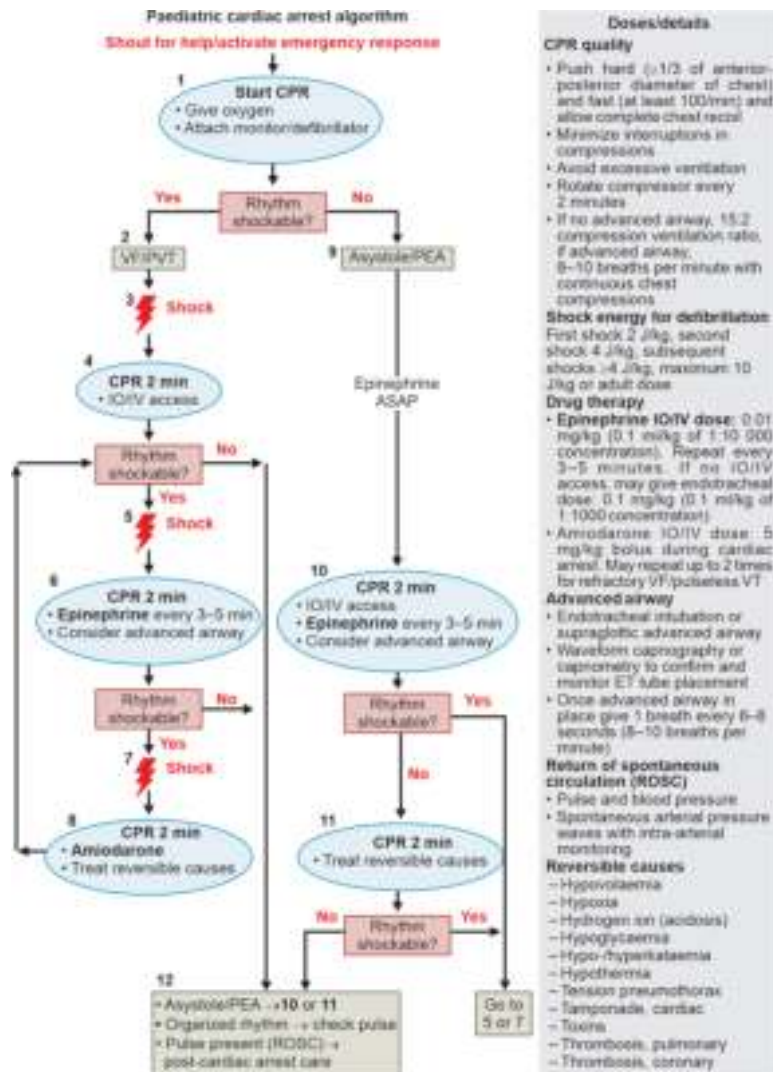 Paediatric cardiac arrest algorithm
Shout for help/activate emergency response
1
Start CPR
• Give oxygen
• Attach monitor/defibrillator
Yes
Rhythm
shockable?
No
2
VF/PVT
9
Asystole/PEA
3
Shock
4
CPR 2 min
• IO/IV access
Epinephrine
ASAP
Rhythm
shockable?
No
Yes
5
Shock
6
CPR 2 min
• Epinephrine every 3–5 min
• Consider advanced airway
10
CPR 2 min
• IO/IV access
• Epinephrine every 3–5 min
• Consider advanced airway
Rhythm
shockable?
No
Yes
Rhythm
shockable?
Yes
No
7
Shock
8
CPR 2 min
• Amiodarone
• Treat reversible causes
11
CPR 2 min
• Treat reversible causes
No
Rhythm
shockable?
Yes
12
• Asystole/PEA →10 or 11
• Organized rhythm → check pulse
• Pulse present (ROSC) →
post-cardiac arrest care
Go to
5 or 7
Doses/details
CPR quality
• Push hard (≥1/3 of anterior-
posterior diameter of chest)
and fast (at least 100/min) and
allow complete chest recoil
• Minimize interruptions in
compressions
• Avoid excessive ventilation
• Rotate compressor every
2 minutes
• If no advanced airway, 15:2
compression ventilation ratio,
if advanced airway,
8–10 breaths per minute with
continuous chest
compressions
Shock energy for defibrillation
First shock 2 J/kg, second
shock 4 J/kg, subsequent
shocks ≥4 J/kg, maximum 10
J/kg or adult dose
Drug therapy
• Epinephrine IO/IV dose: 0.01
mg/kg (0.1 ml/kg of 1:10 000
concentration). Repeat every
3–5 minutes. If no IO/IV
access, may give endotracheal
dose: 0.1 mg/kg (0.1 ml/kg of
1:1000 concentration)
• Amiodarone IO/IV dose: 5
mg/kg bolus during cardiac
arrest. May repeat up to 2 times
for refractory VF/pulseless VT
Advanced airway
• Endotracheal intubation or
supraglottic advanced airway
• Waveform capnography or
capnometry to confirm and
monitor ET tube placement
• Once advanced airway in
place give 1 breath every 6–8
seconds (8–10 breaths per
minute)
Return of spontaneous
circulation (ROSC)
• Pulse and blood pressure
• Spontaneous arterial pressure
waves with intra-arterial
monitoring
Reversible causes
– Hypovolaemia
– Hypoxia
– Hydrogen ion (acidosis)
– Hypoglycaemia
– Hypo-/hyperkalaemia
– Hypothermia
– Tension pneumothorax
– Tamponade, cardiac
– Toxins
– Thrombosis, pulmonary
– Thrombosis, coronary